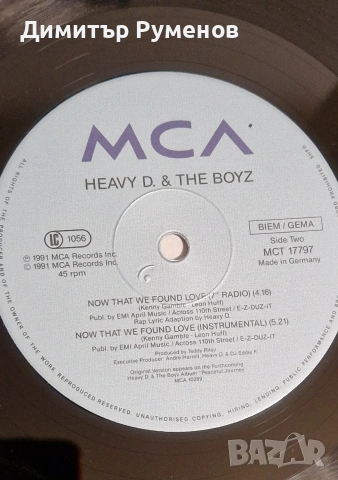 Димитър Руменов
MCA
HEAVY D. & THE BOYZ
LC 1056
℗ 1991 MCA Records Inc.
© 1991 MCA Records Inc.
45 rpm
BIEM / GEMA
Side Two
MCT 17797
Made in Germany
NOW THAT WE FOUND LOVE (7" RADIO) (4.16)
(Kenny Gamble - Leon Huff)
Publ. by EMI April Music / Across 110th Street / E-Z-DUZ-IT
Rap Lyric Adaption by Heavy D.
NOW THAT WE FOUND LOVE (INSTRUMENTAL) (5.21)
(Kenny Gamble - Leon Huff)
Publ. by EMI April Music / Across 110th Street / E-Z-DUZ-IT
Produced by Teddy Riley
Executive Producer: Andre Harrell, Heavy D. & DJ Eddie F.
Original Version appears on the Forthcoming
Heavy D. & The Boyz Album "Peaceful Journey"
MCA 10289
ALL RIGHTS OF THE PRODUCER AND OF THE OWNER OF THE WORK REPRODUCED RESERVED. UNAUTHORISED COPYING, HIRING, LENDING, PUBLIC PERFORMANCE
PROHIBITED
BAZAR